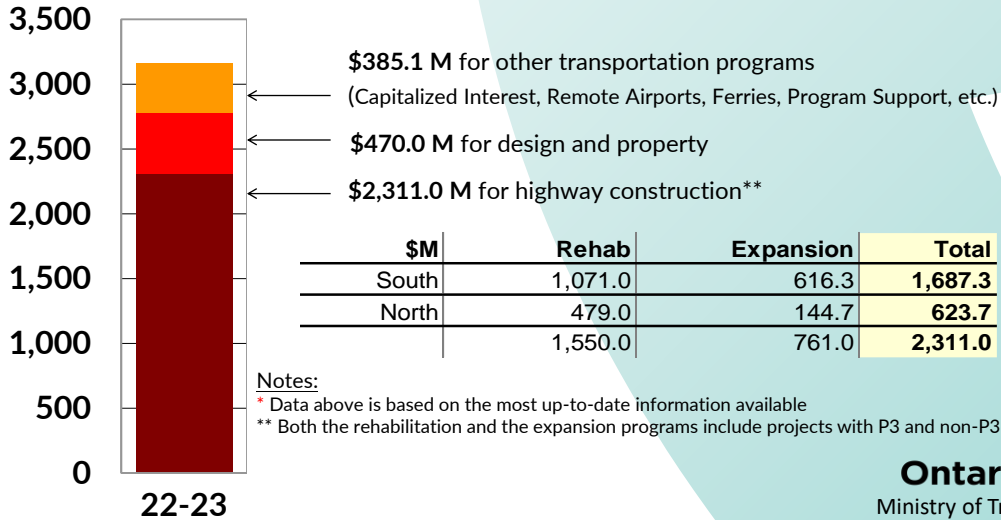 3,500
3,000
2,500
2,000
1,500
1,000
500
0
22-23
$385.1 M for other transportation programs
(Capitalized Interest, Remote Airports, Ferries, Program Support, etc.)
$470.0 M for design and property
$2,311.0 M for highway construction**
$M Rehab Expansion Total
South 1,071.0 616.3 1,687.3
North 479.0 144.7 623.7
1,550.0 761.0 2,311.0
Notes:
* Data above is based on the most up-to-date information available
** Both the rehabilitation and the expansion programs include projects with P3 and non-P3
Ontar
Ministry of Tr